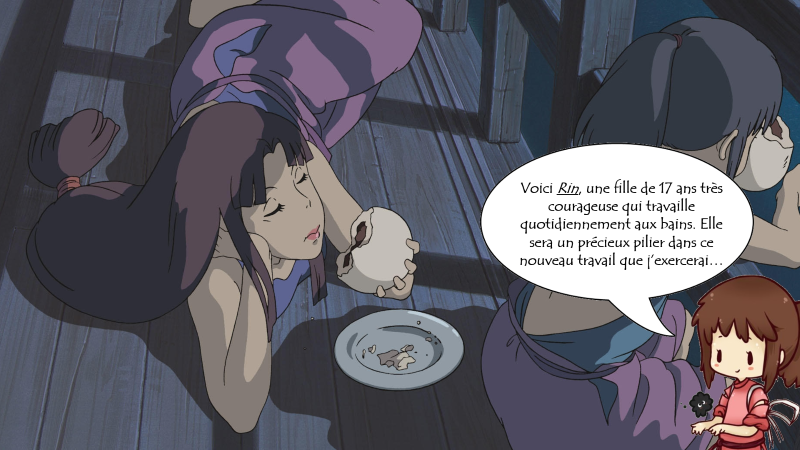 Voici Rin, une fille de 17 ans très
courageuse qui travaille
quotidiennement aux bains. Elle
sera un précieux pilier dans ce
nouveau travail que j'exercerai...